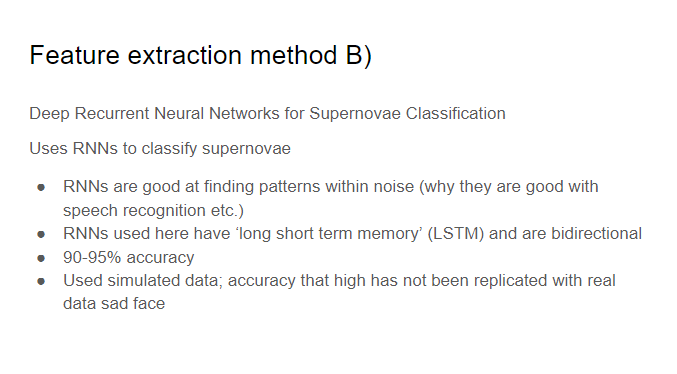 Feature extraction method B)
Deep Recurrent Neural Networks for Supernovae Classification
Uses RNNs to classify supernovae
● RNNs are good at finding patterns within noise (why they are good with
speech recognition etc.)
● RNNs used here have ‘long short term memory’ (LSTM) and are bidirectional
● 90-95% accuracy
● Used simulated data; accuracy that high has not been replicated with real
data sad face